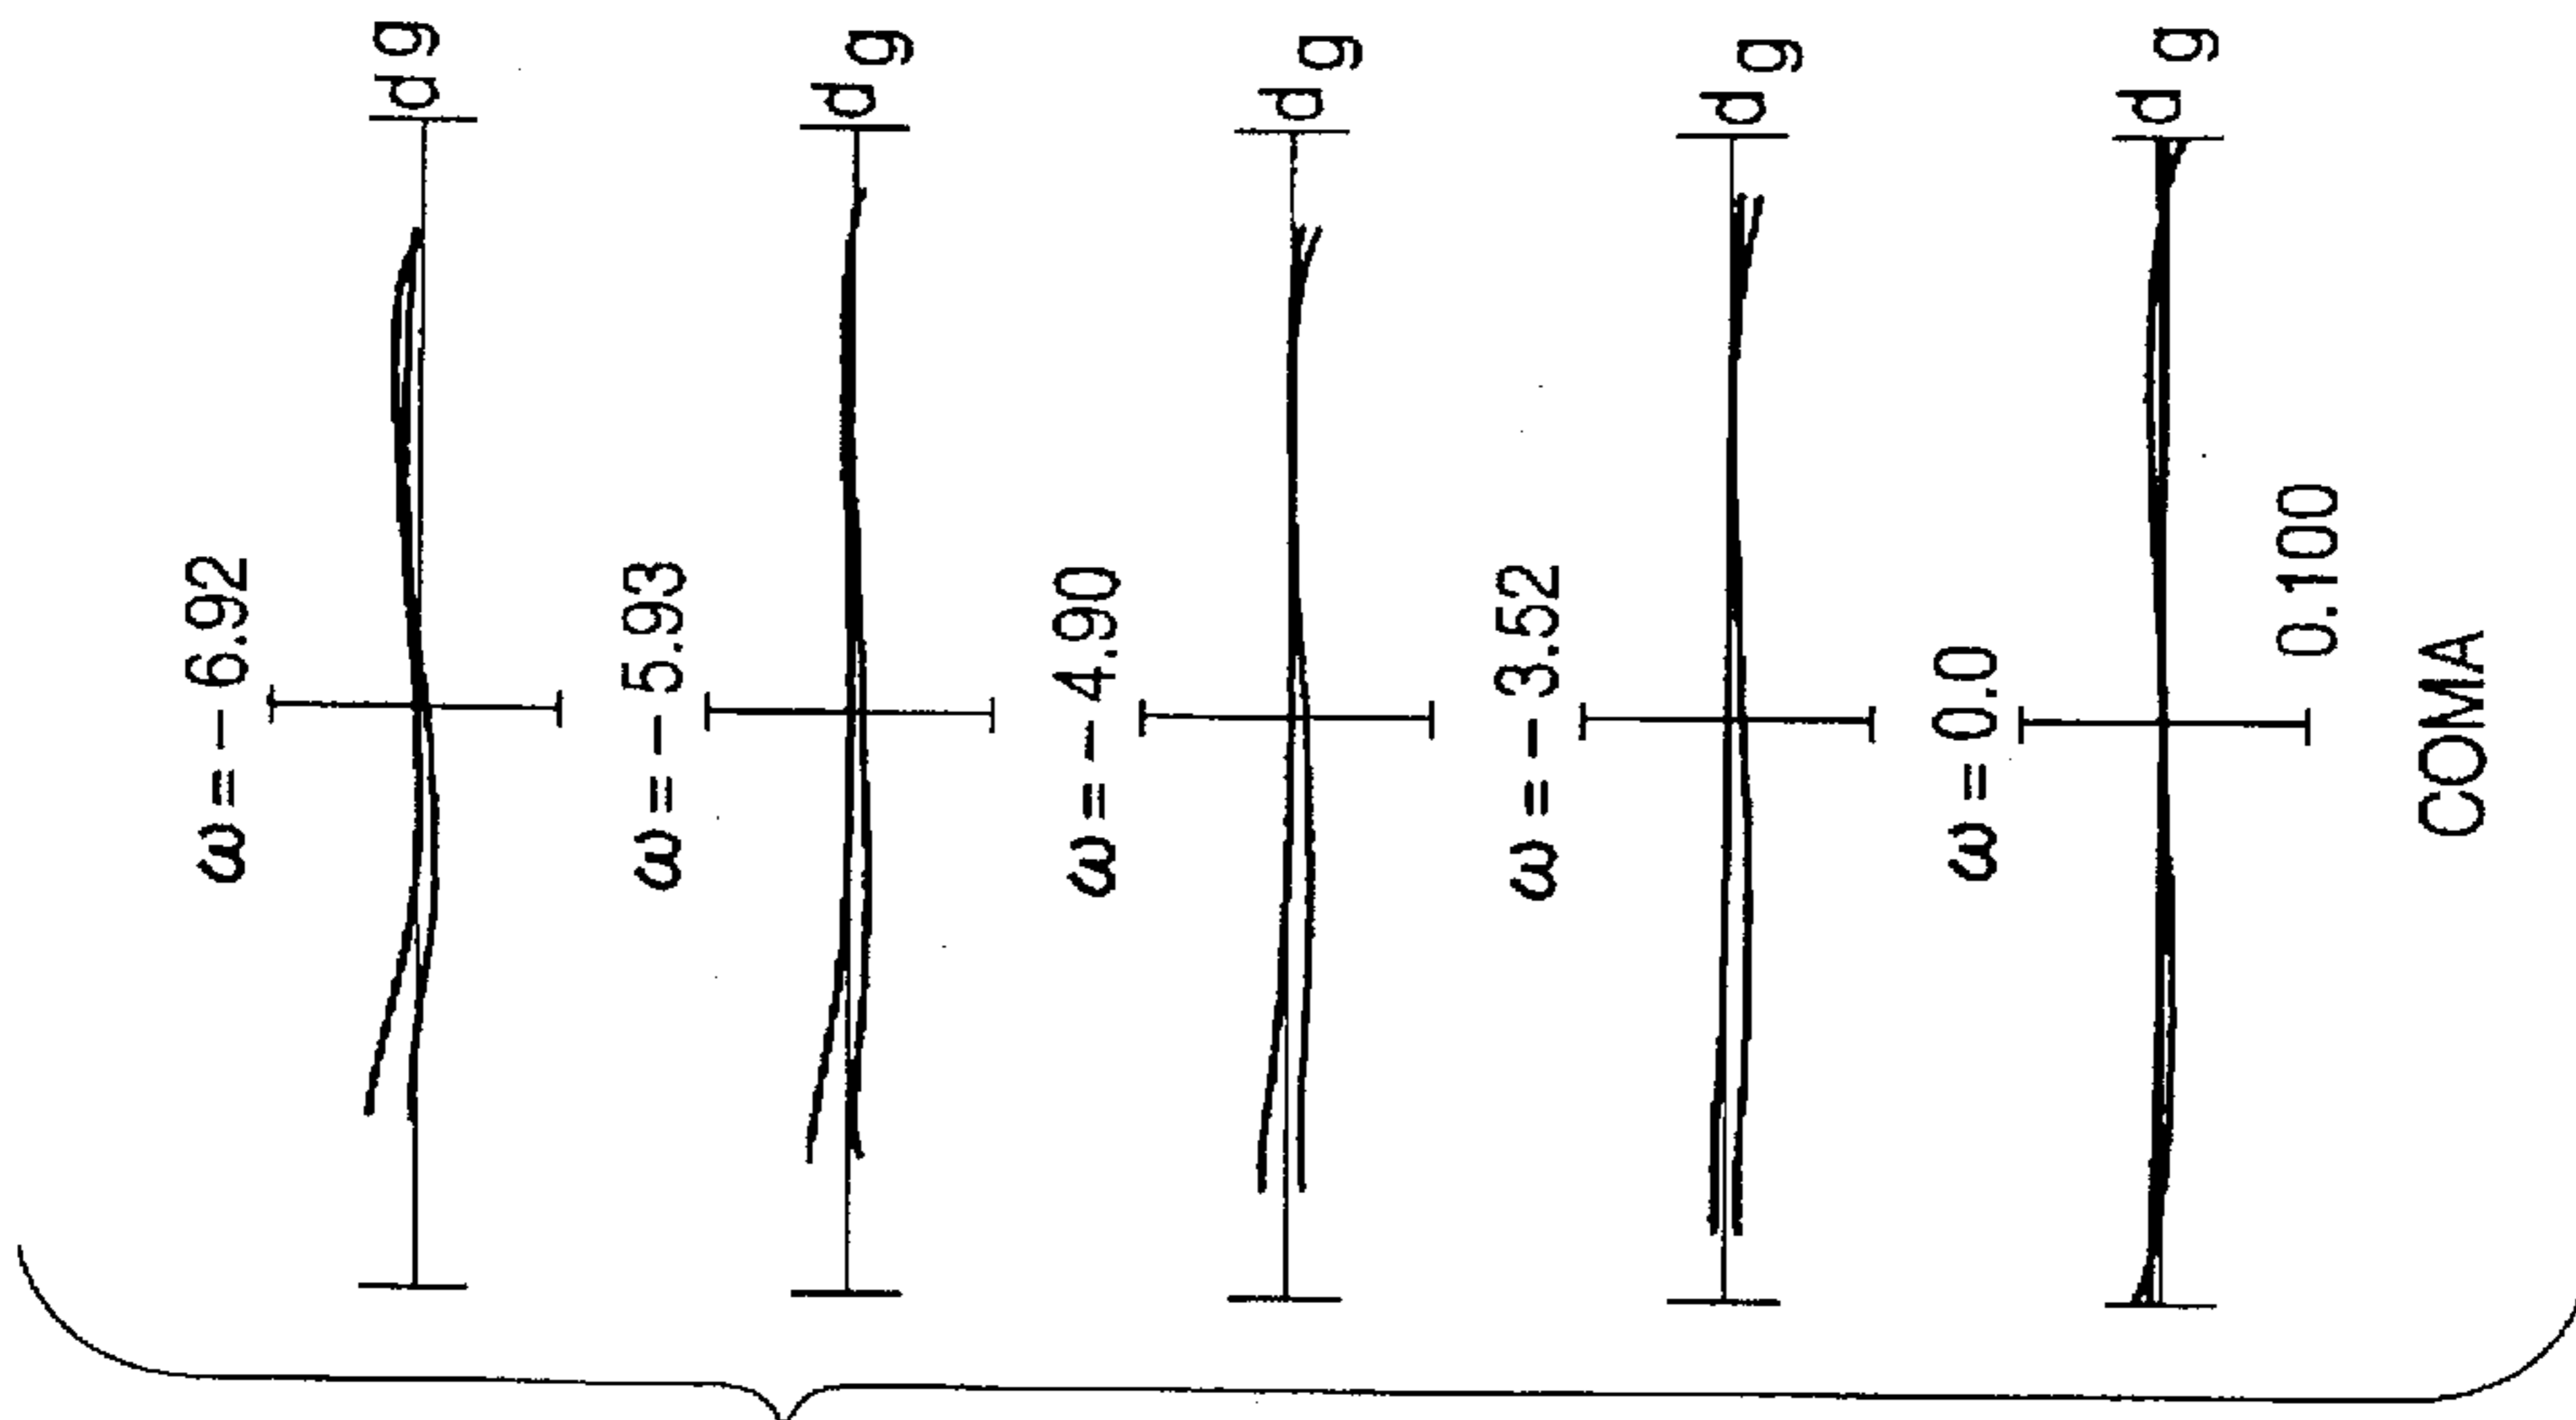 ω = − 6.92
d g
ω = − 5.93
d g
ω = − 4.90
d g
ω = − 3.52
d g
ω = 0.0
d g
0.100
COMA